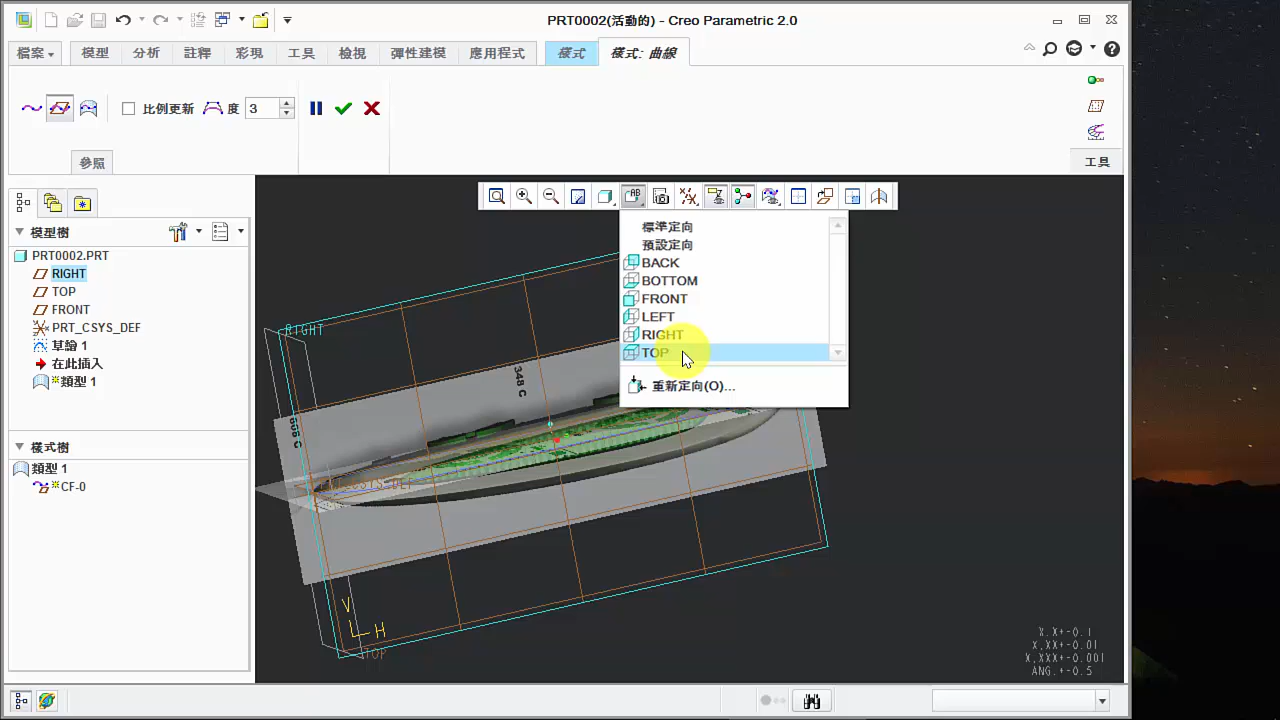 PRT0002(活動的) - Creo Parametric 2.0
檔案 模型 分析 註釋 彩現 工具 檢視 彈性建模 應用程式 樣式 樣式: 曲線
比例更新 度 3
參照
工具
模型樹
PRT0002.PRT
RIGHT
TOP
FRONT
PRT_CSYS_DEF
草繪 1
在此插入
*類型 1
樣式樹
類型 1
*CF-0
AB
標準定向
預設定向
BACK
BOTTOM
FRONT
LEFT
RIGHT
TOP
重新定向(O)...
RIGHT
348 C
PRT_CSYS_DEF
V
H
TOP
X.X+-0.1
X.XX+-0.01
X.XXX+-0.001
ANG.+-0.5